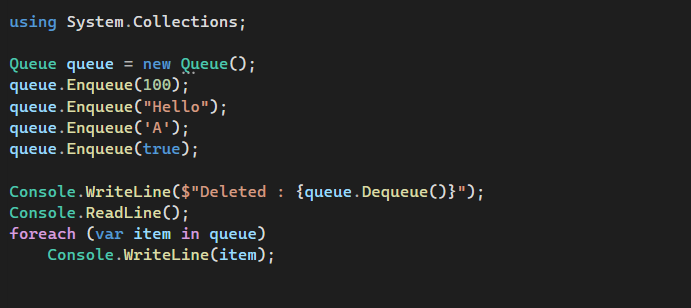 using System.Collections;
Queue queue = new Queue();
queue.Enqueue(100);
queue.Enqueue("Hello");
queue.Enqueue('A');
queue.Enqueue(true);
Console.WriteLine($"Deleted : {queue.Dequeue()}");
Console.ReadLine();
foreach (var item in queue)
    Console.WriteLine(item);